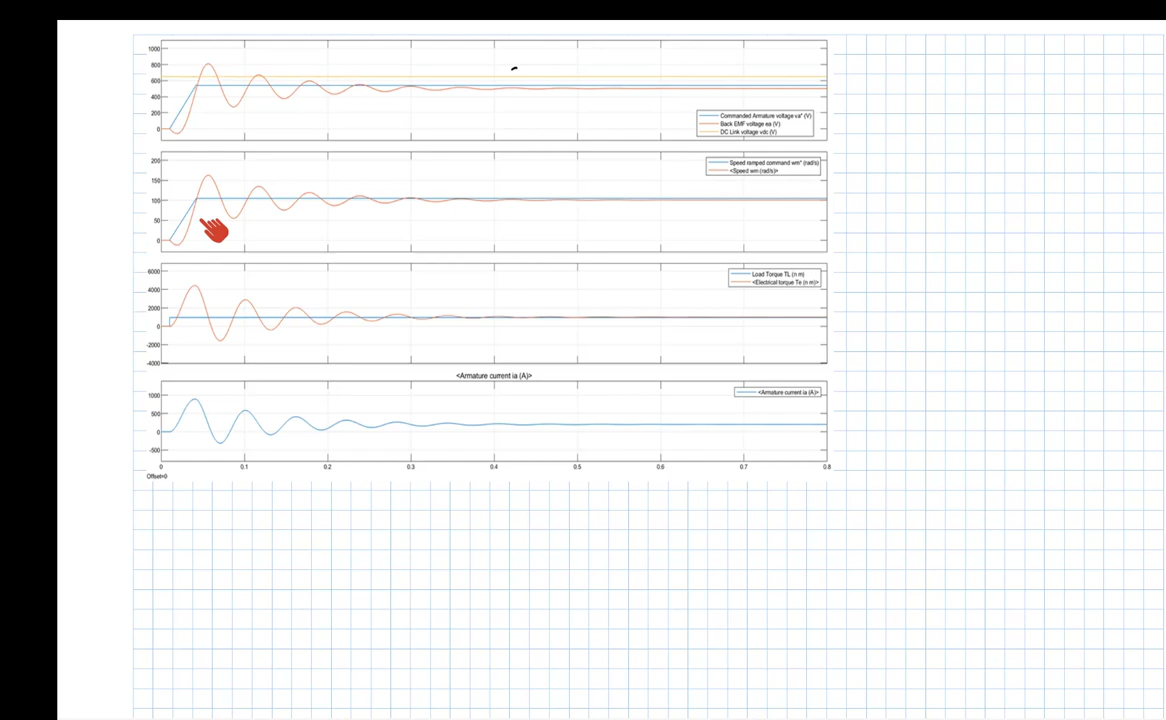 1000
800
600
400
200
0
Commanded Armature voltage va* (V)
Back EMF voltage ea (V)
DC Link voltage vdc (V)
200
150
100
50
0
Speed ramped command wm* (rad/s)
<Speed wm (rad/s)>
6000
4000
2000
0
-2000
-4000
Load Torque TL (n m)
<Electrical torque Te (n m)>
<Armature current ia (A)>
1000
500
0
-500
<Armature current ia (A)>
0 0.1 0.2 0.3 0.4 0.5 0.6 0.7 0.8
Offset=0